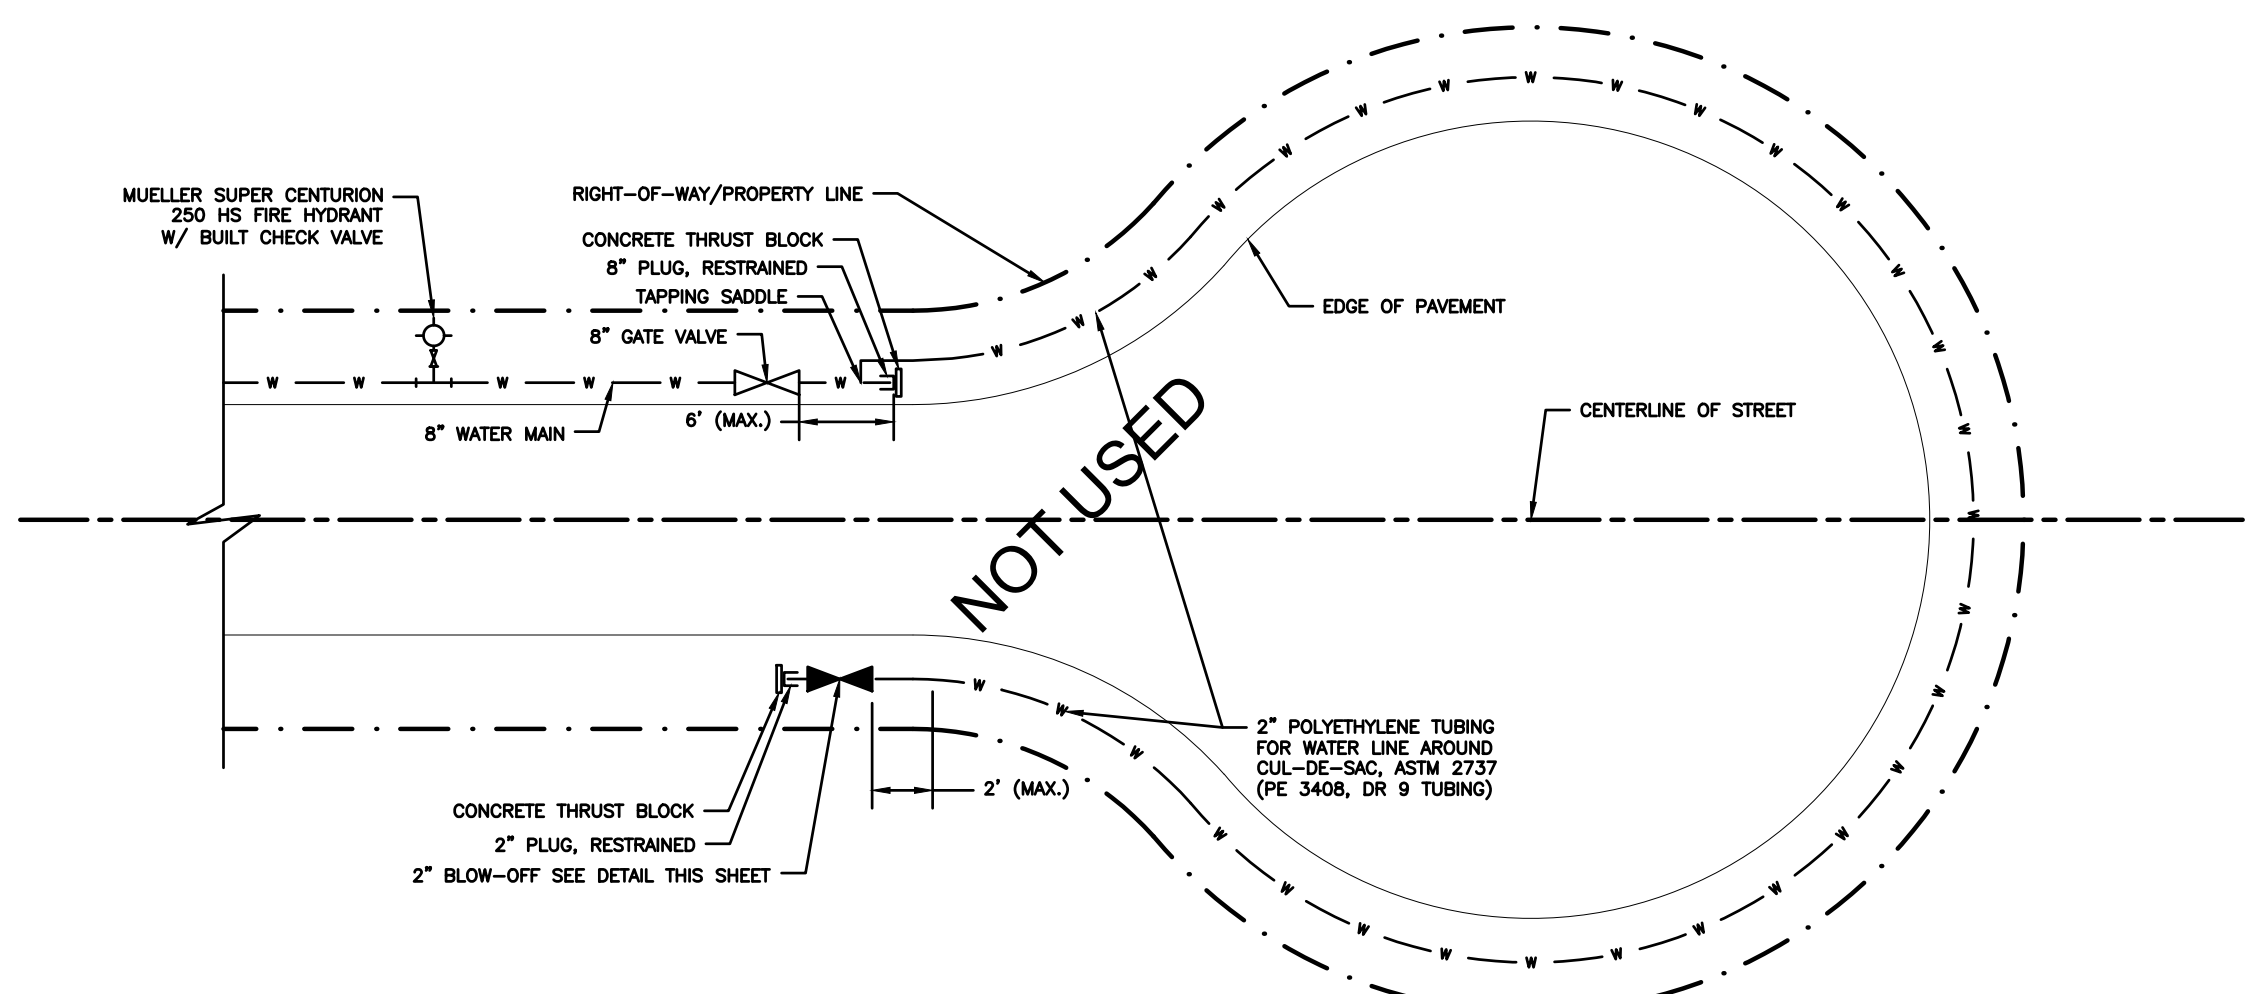 MUELLER SUPER CENTURION
250 HS FIRE HYDRANT
W/ BUILT CHECK VALVE
RIGHT-OF-WAY/PROPERTY LINE
CONCRETE THRUST BLOCK
8" PLUG, RESTRAINED
TAPPING SADDLE
8" GATE VALVE
EDGE OF PAVEMENT
W W W W W W
6' (MAX.)
8" WATER MAIN
CENTERLINE OF STREET
NOT USED
W W W W W W W W W W W W W W W W W W W W W W W W W W W W W W W W W
2" POLYETHYLENE TUBING
FOR WATER LINE AROUND
CUL-DE-SAC, ASTM 2737
(PE 3408, DR 9 TUBING)
2' (MAX.)
CONCRETE THRUST BLOCK
2" PLUG, RESTRAINED
2" BLOW-OFF SEE DETAIL THIS SHEET